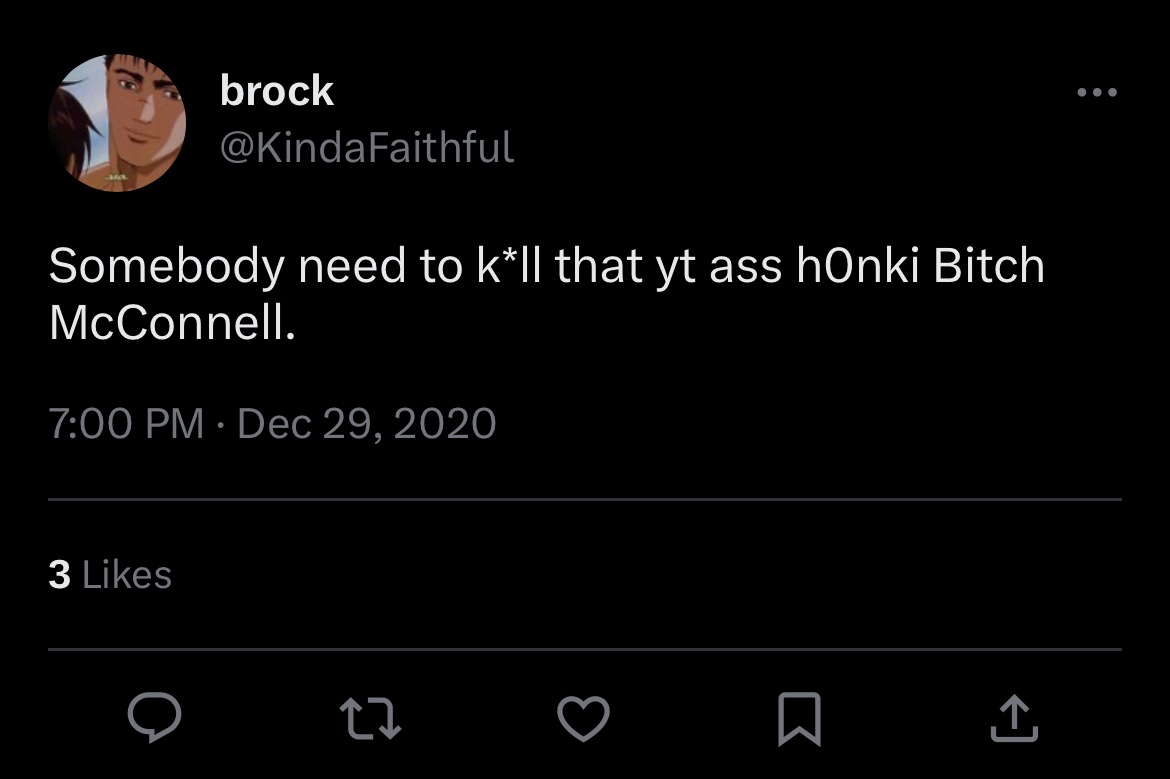 brock
@KindaFaithful
Somebody need to k*ll that yt ass h0nki Bitch
McConnell.
7:00 PM · Dec 29, 2020
3 Likes